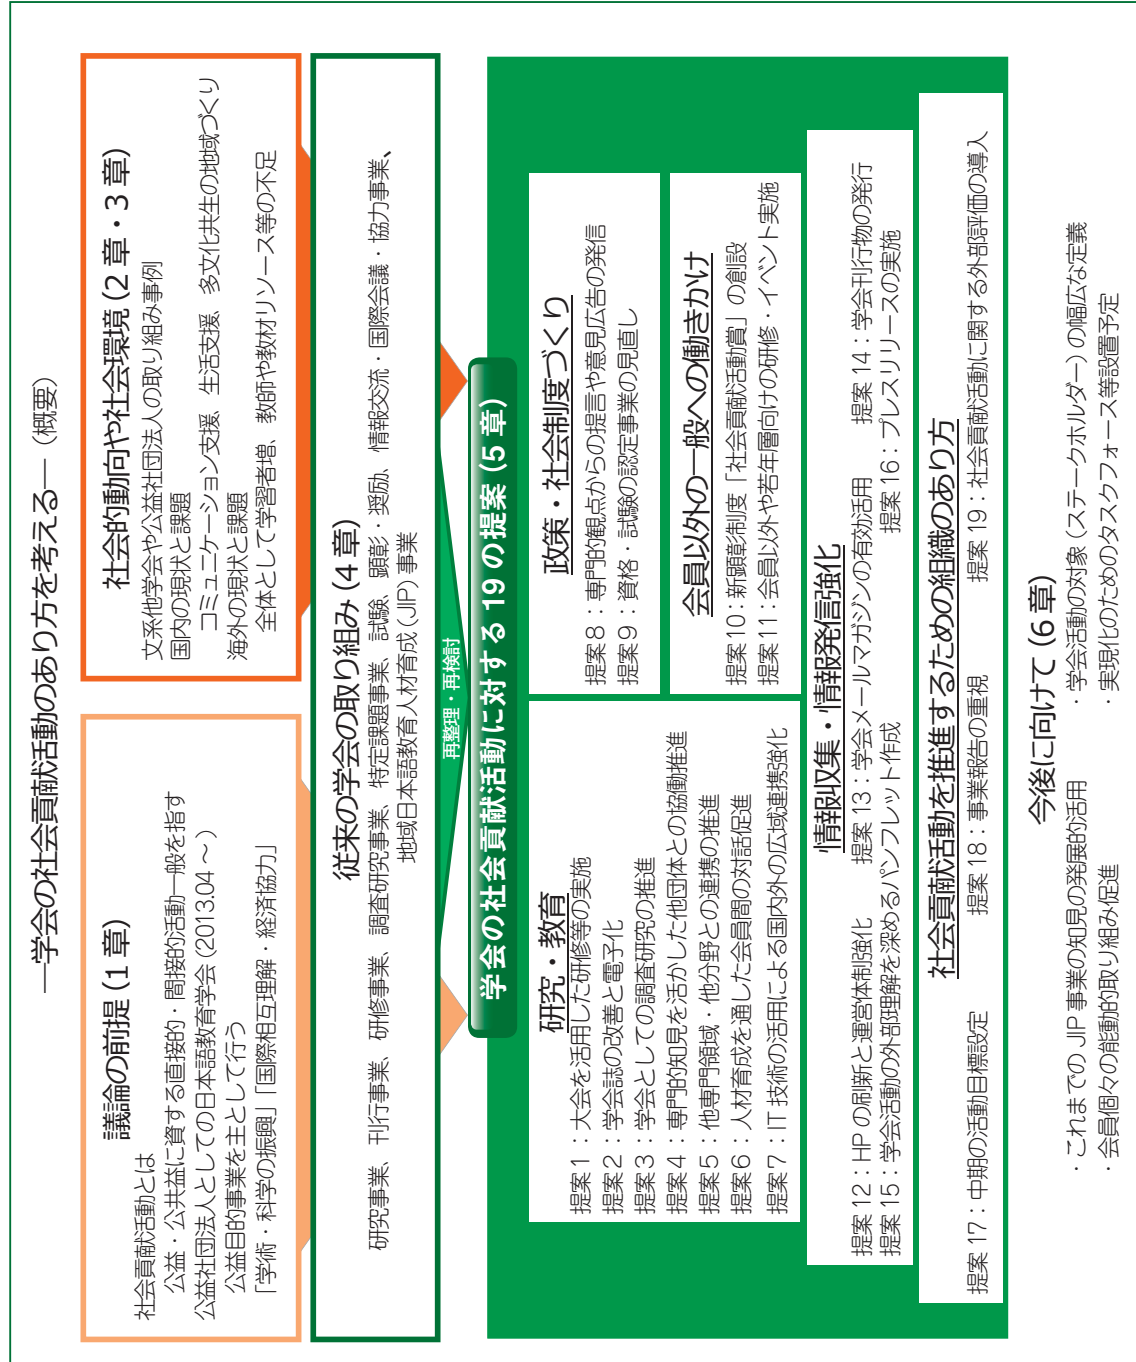 ―学会の社会貢献活動のあり方を考える―（概要）
議論の前提（1章）
社会貢献活動とは
公益・公共益に資する直接的・間接的活動一般を指す
公益社団法人としての日本語教育学会（2013.04～）
公益目的事業を主として行う
「学術・科学の振興」「国際相互理解・経済協力」
社会的動向や社会環境（2章・3章）
文系他学会や公益社団法人の取り組み事例
国内の現状と課題
コミュニケーション支援　生活支援　多文化共生の地域づくり
海外の現状と課題
全体として学習者増、教師や教材リソース等の不足
従来の学会の取り組み（4章）
研究事業、刊行事業、研修事業、調査研究事業、特定課題事業、試験、顕彰・奨励、情報交流・国際会議・協力事業、
地域日本語教育人材育成（JIP）事業
再整理・再検討
学会の社会貢献活動に対する19の提案（5章）
研究・教育
提案1：大会を活用した研修等の実施
提案2：学会誌の改善と電子化
提案3：学会としての調査研究の推進
提案4：専門的知見を活かした他団体との協働推進
提案5：他専門領域・他分野との連携の推進
提案6：人材育成を通した会員間の対話促進
提案7：IT技術の活用による国内外の広域連携強化
政策・社会制度づくり
提案8：専門的観点からの提言や意見広告の発信
提案9：資格・試験の認定事業の見直し
会員以外の一般への働きかけ
提案10：新顕彰制度「社会貢献活動賞」の創設
提案11：会員以外や若年層向けの研修・イベント実施
情報収集・情報発信強化
提案12：HPの刷新と運営体制強化　提案13：学会メールマガジンの有効活用　提案14：学会刊行物の発行
提案15：学会活動の外部理解を深めるパンフレット作成　提案16：プレスリリースの実施
社会貢献活動を推進するための組織のあり方
提案17：中期の活動目標設定　提案18：事業報告の重視　提案19：社会貢献活動に関する外部評価の導入
今後に向けて（6章）
・これまでのJIP事業の知見の発展的活用　・学会活動の対象（ステークホルダー）の幅広な定義
・会員個々の能動的取り組み促進　・実現化のためのタスクフォース等設置予定